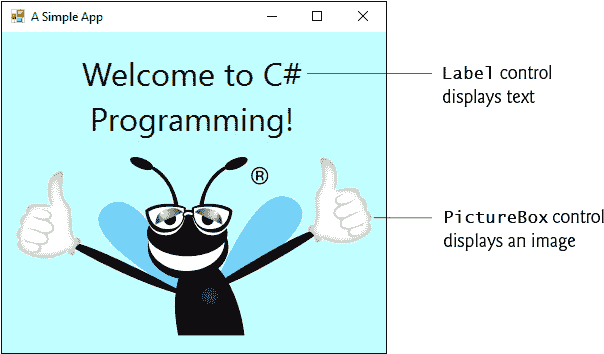 A Simple App
Welcome to C#
Programming!
®
Label control
displays text
PictureBox control
displays an image